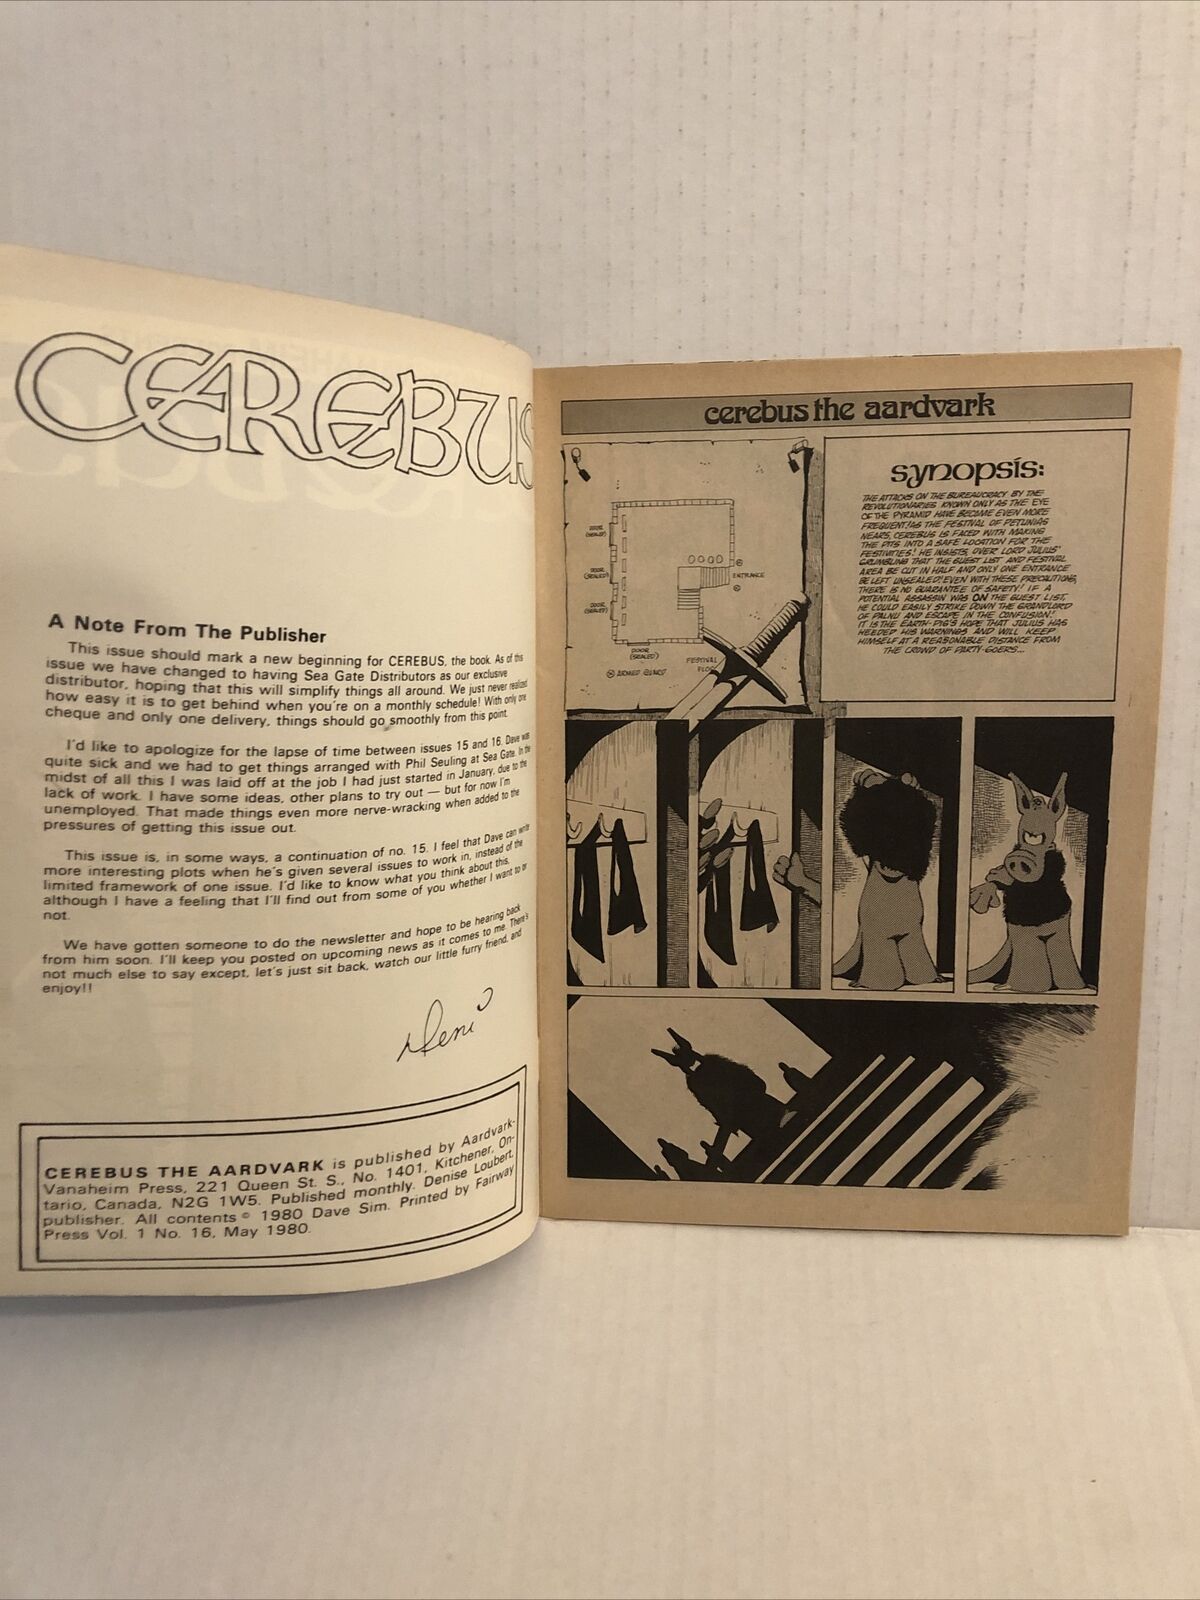 CEREBUS
A Note From The Publisher
This issue should mark a new beginning for CEREBUS, the book. As of this
issue we have changed to having Sea Gate Distributors as our exclusive
distributor, hoping that this will simplify things all around. We just never realized
how easy it is to get behind when you're on a monthly schedule! With only one
cheque and only one delivery, things should go smoothly from this point.
I'd like to apologize for the lapse of time between issues 15 and 16. Dave was
quite sick and we had to get things arranged with Phil Seuling at Sea Gate. In the
midst of all this I was laid off at the job I had just started in January, due to the
lack of work. I have some ideas, other plans to try out — but for now I'm
unemployed. That made things even more nerve-wracking when added to the
pressures of getting this issue out.
This issue is, in some ways, a continuation of no. 15. I feel that Dave can write
more interesting plots when he's given several issues to work in, instead of the
limited framework of one issue. I'd like to know what you think about this,
although I have a feeling that I'll find out from some of you whether I want to or
not.
We have gotten someone to do the newsletter and hope to be hearing back
from him soon. I'll keep you posted on upcoming news as it comes to me. There's
not much else to say except, let's just sit back, watch our little furry friend, and
enjoy!!
Deni
CEREBUS THE AARDVARK is published by Aardvark-
Vanaheim Press, 221 Queen St. S., No. 1401, Kitchener, On-
tario, Canada, N2G 1W5. Published monthly. Denise Loubert,
publisher. All contents © 1980 Dave Sim. Printed by Fairway
Press Vol. 1 No. 16, May 1980.
cerebus the aardvark
DOOR
(SEALED)
DOOR
(SEALED)
DOOR
(SEALED)
ENTRANCE
DOOR
(SEALED)
FESTIVAL
ARMED GUARD
synopsis:
THE ATTACKS ON THE BUREAUCRACY BY THE
REVOLUTIONARIES KNOWN ONLY AS THE EYE
OF THE PYRAMID HAVE BECOME EVEN MORE
FREQUENT! AS THE FESTIVAL OF PETUNIAS
NEARS, CEREBUS IS FACED WITH MAKING
THE PITS INTO A SAFE LOCATION FOR THE
FESTIVITIES! HE INSISTS, OVER LORD JULIUS'
GRUMBLING THAT THE GUEST LIST AND FESTIVAL
AREA BE CUT IN HALF AND ONLY ONE ENTRANCE
BE LEFT UNSEALED! EVEN WITH THESE PRECAUTIONS,
THERE IS NO GUARANTEE OF SAFETY! IF A
POTENTIAL ASSASSIN WAS ON THE GUEST LIST,
HE COULD EASILY STRIKE DOWN THE GRANDLORD
OF PALNU AND ESCAPE IN THE CONFUSION!
IT IS THE EARTH-PIG'S HOPE THAT JULIUS HAS
HEEDED HIS WARNINGS AND WILL KEEP
HIMSELF AT A REASONABLE DISTANCE FROM
THE CROWD OF PARTY-GOERS...